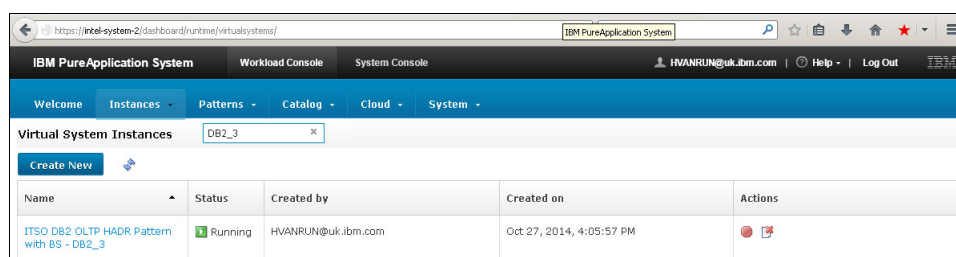 https://intel-system-2/dashboard/runtime/virtualsystems/
IBM PureApplication System
IBM PureApplication System Workload Console System Console HVANRUN@uk.ibm.com | ? Help | Log Out IBM
Welcome Instances Patterns Catalog Cloud System
Virtual System Instances DB2_3 ×
Create New
Name Status Created by Created on Actions
ITSO DB2 OLTP HADR Pattern Running HVANRUN@uk.ibm.com Oct 27, 2014, 4:05:57 PM
with BS - DB2_3